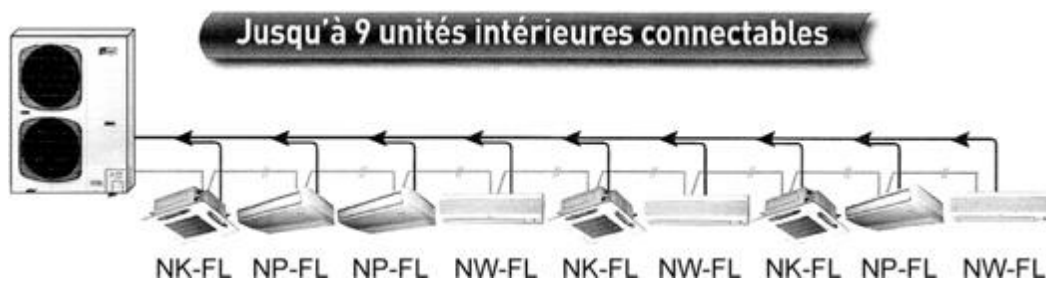 Jusqu'à 9 unités intérieures connectables
NK-FL NP-FL NP-FL NW-FL NK-FL NW-FL NK-FL NP-FL NW-FL